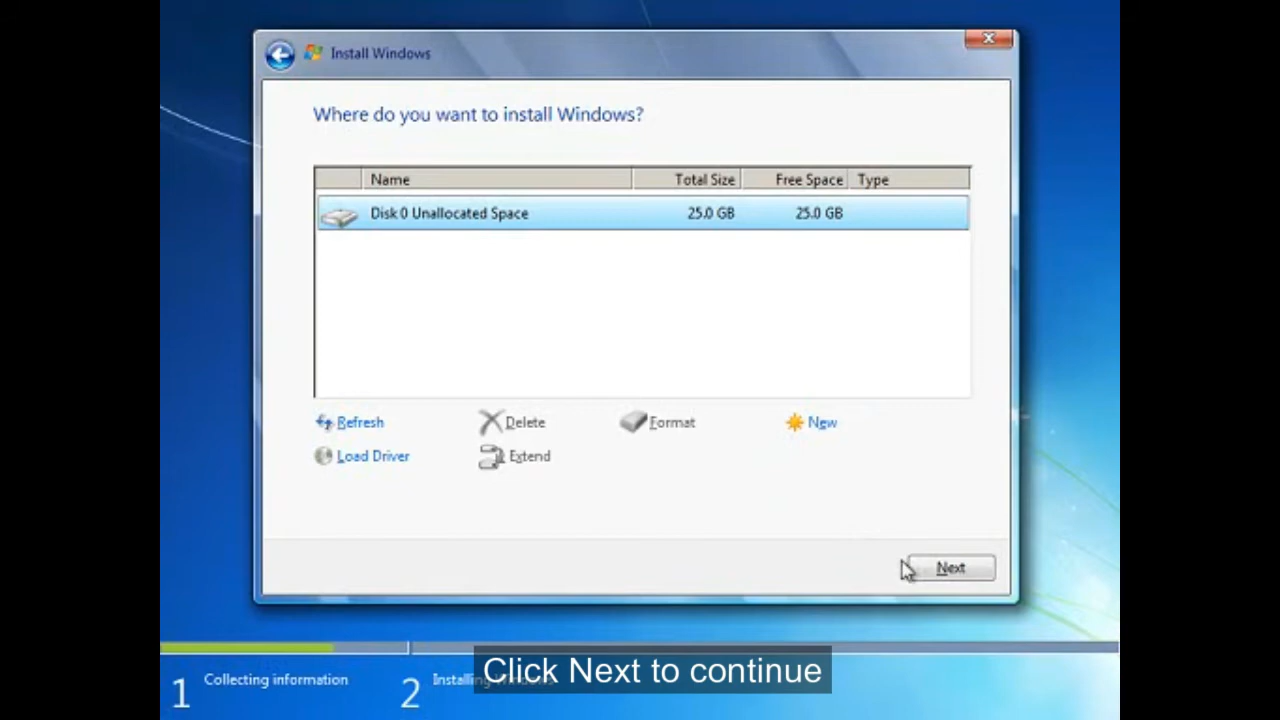 Install Windows
Where do you want to install Windows?
Name Total Size Free Space Type
Disk 0 Unallocated Space 25.0 GB 25.0 GB
Refresh Delete Format New
Load Driver Extend
Next
Click Next to continue
1 Collecting information 2 Installing Windows